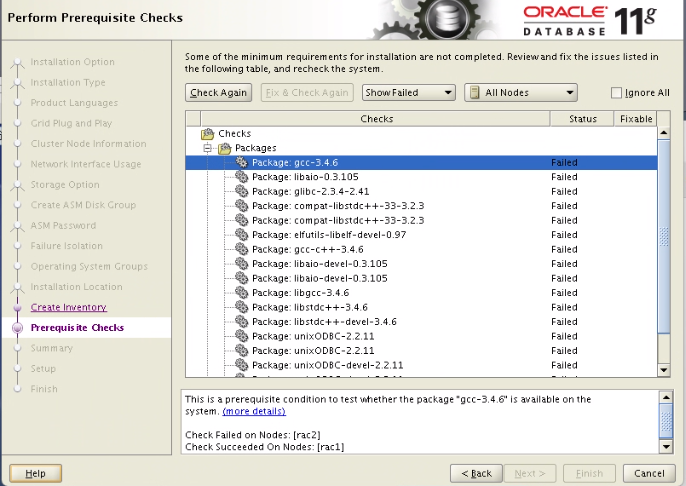 Perform Prerequisite Checks
ORACLE
DATABASE
11g
Installation Option
Installation Type
Product Languages
Grid Plug and Play
Cluster Node Information
Network Interface Usage
Storage Option
Create ASM Disk Group
ASM Password
Failure Isolation
Operating System Groups
Installation Location
Create Inventory
Prerequisite Checks
Summary
Setup
Finish
Some of the minimum requirements for installation are not completed. Review and fix the issues listed in
the following table, and recheck the system.
Check Again Fix & Check Again Show Failed All Nodes Ignore All
Checks Status Fixable
Checks
Packages
Package: gcc-3.4.6 Failed
Package: libaio-0.3.105 Failed
Package: glibc-2.3.4-2.41 Failed
Package: compat-libstdc++-33-3.2.3 Failed
Package: compat-libstdc++-33-3.2.3 Failed
Package: elfutils-libelf-devel-0.97 Failed
Package: gcc-c++-3.4.6 Failed
Package: libaio-devel-0.3.105 Failed
Package: libaio-devel-0.3.105 Failed
Package: libgcc-3.4.6 Failed
Package: libstdc++-3.4.6 Failed
Package: libstdc++-devel-3.4.6 Failed
Package: unixODBC-2.2.11 Failed
Package: unixODBC-2.2.11 Failed
Package: unixODBC-devel-2.2.11 Failed
This is a prerequisite condition to test whether the package "gcc-3.4.6" is available on the
system. (more details)
Check Failed on Nodes: [rac2]
Check Succeeded On Nodes: [rac1]
Help < Back Next > Finish Cancel